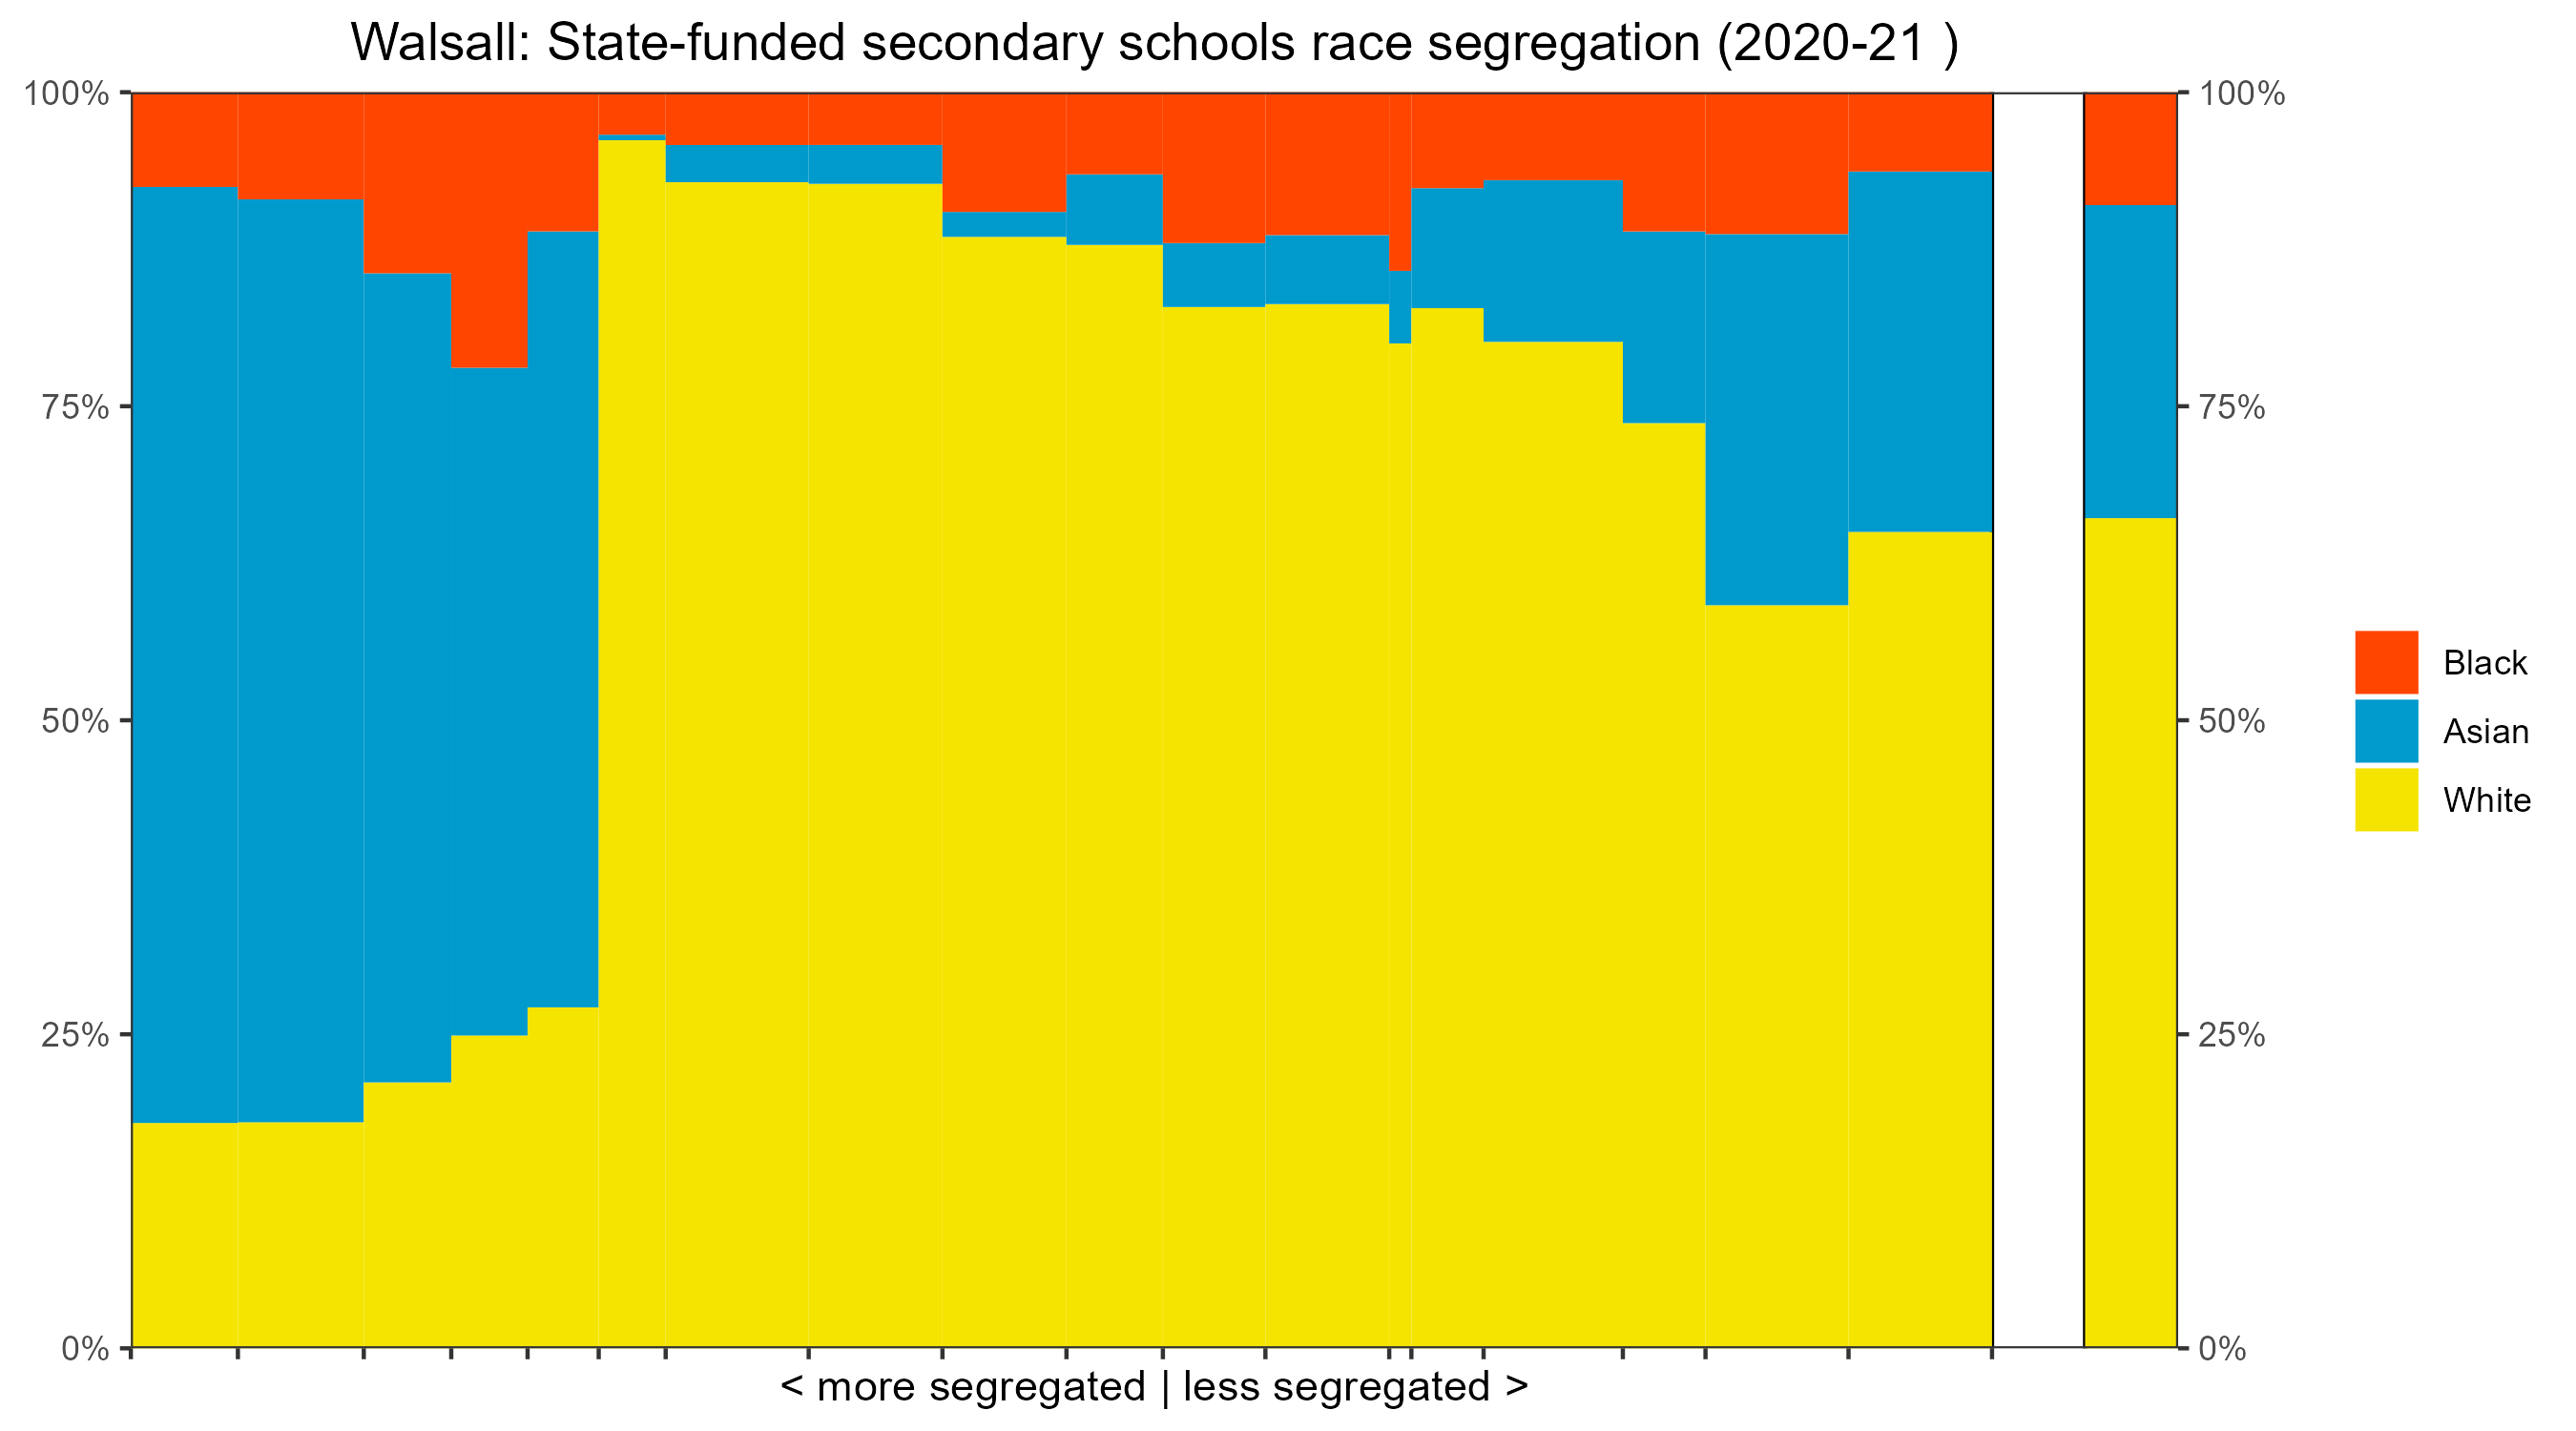 Walsall: State-funded secondary schools race segregation (2020-21 )
100%
75%
50%
25%
0%
100%
75%
50%
25%
0%
Black
Asian
White
< more segregated | less segregated >